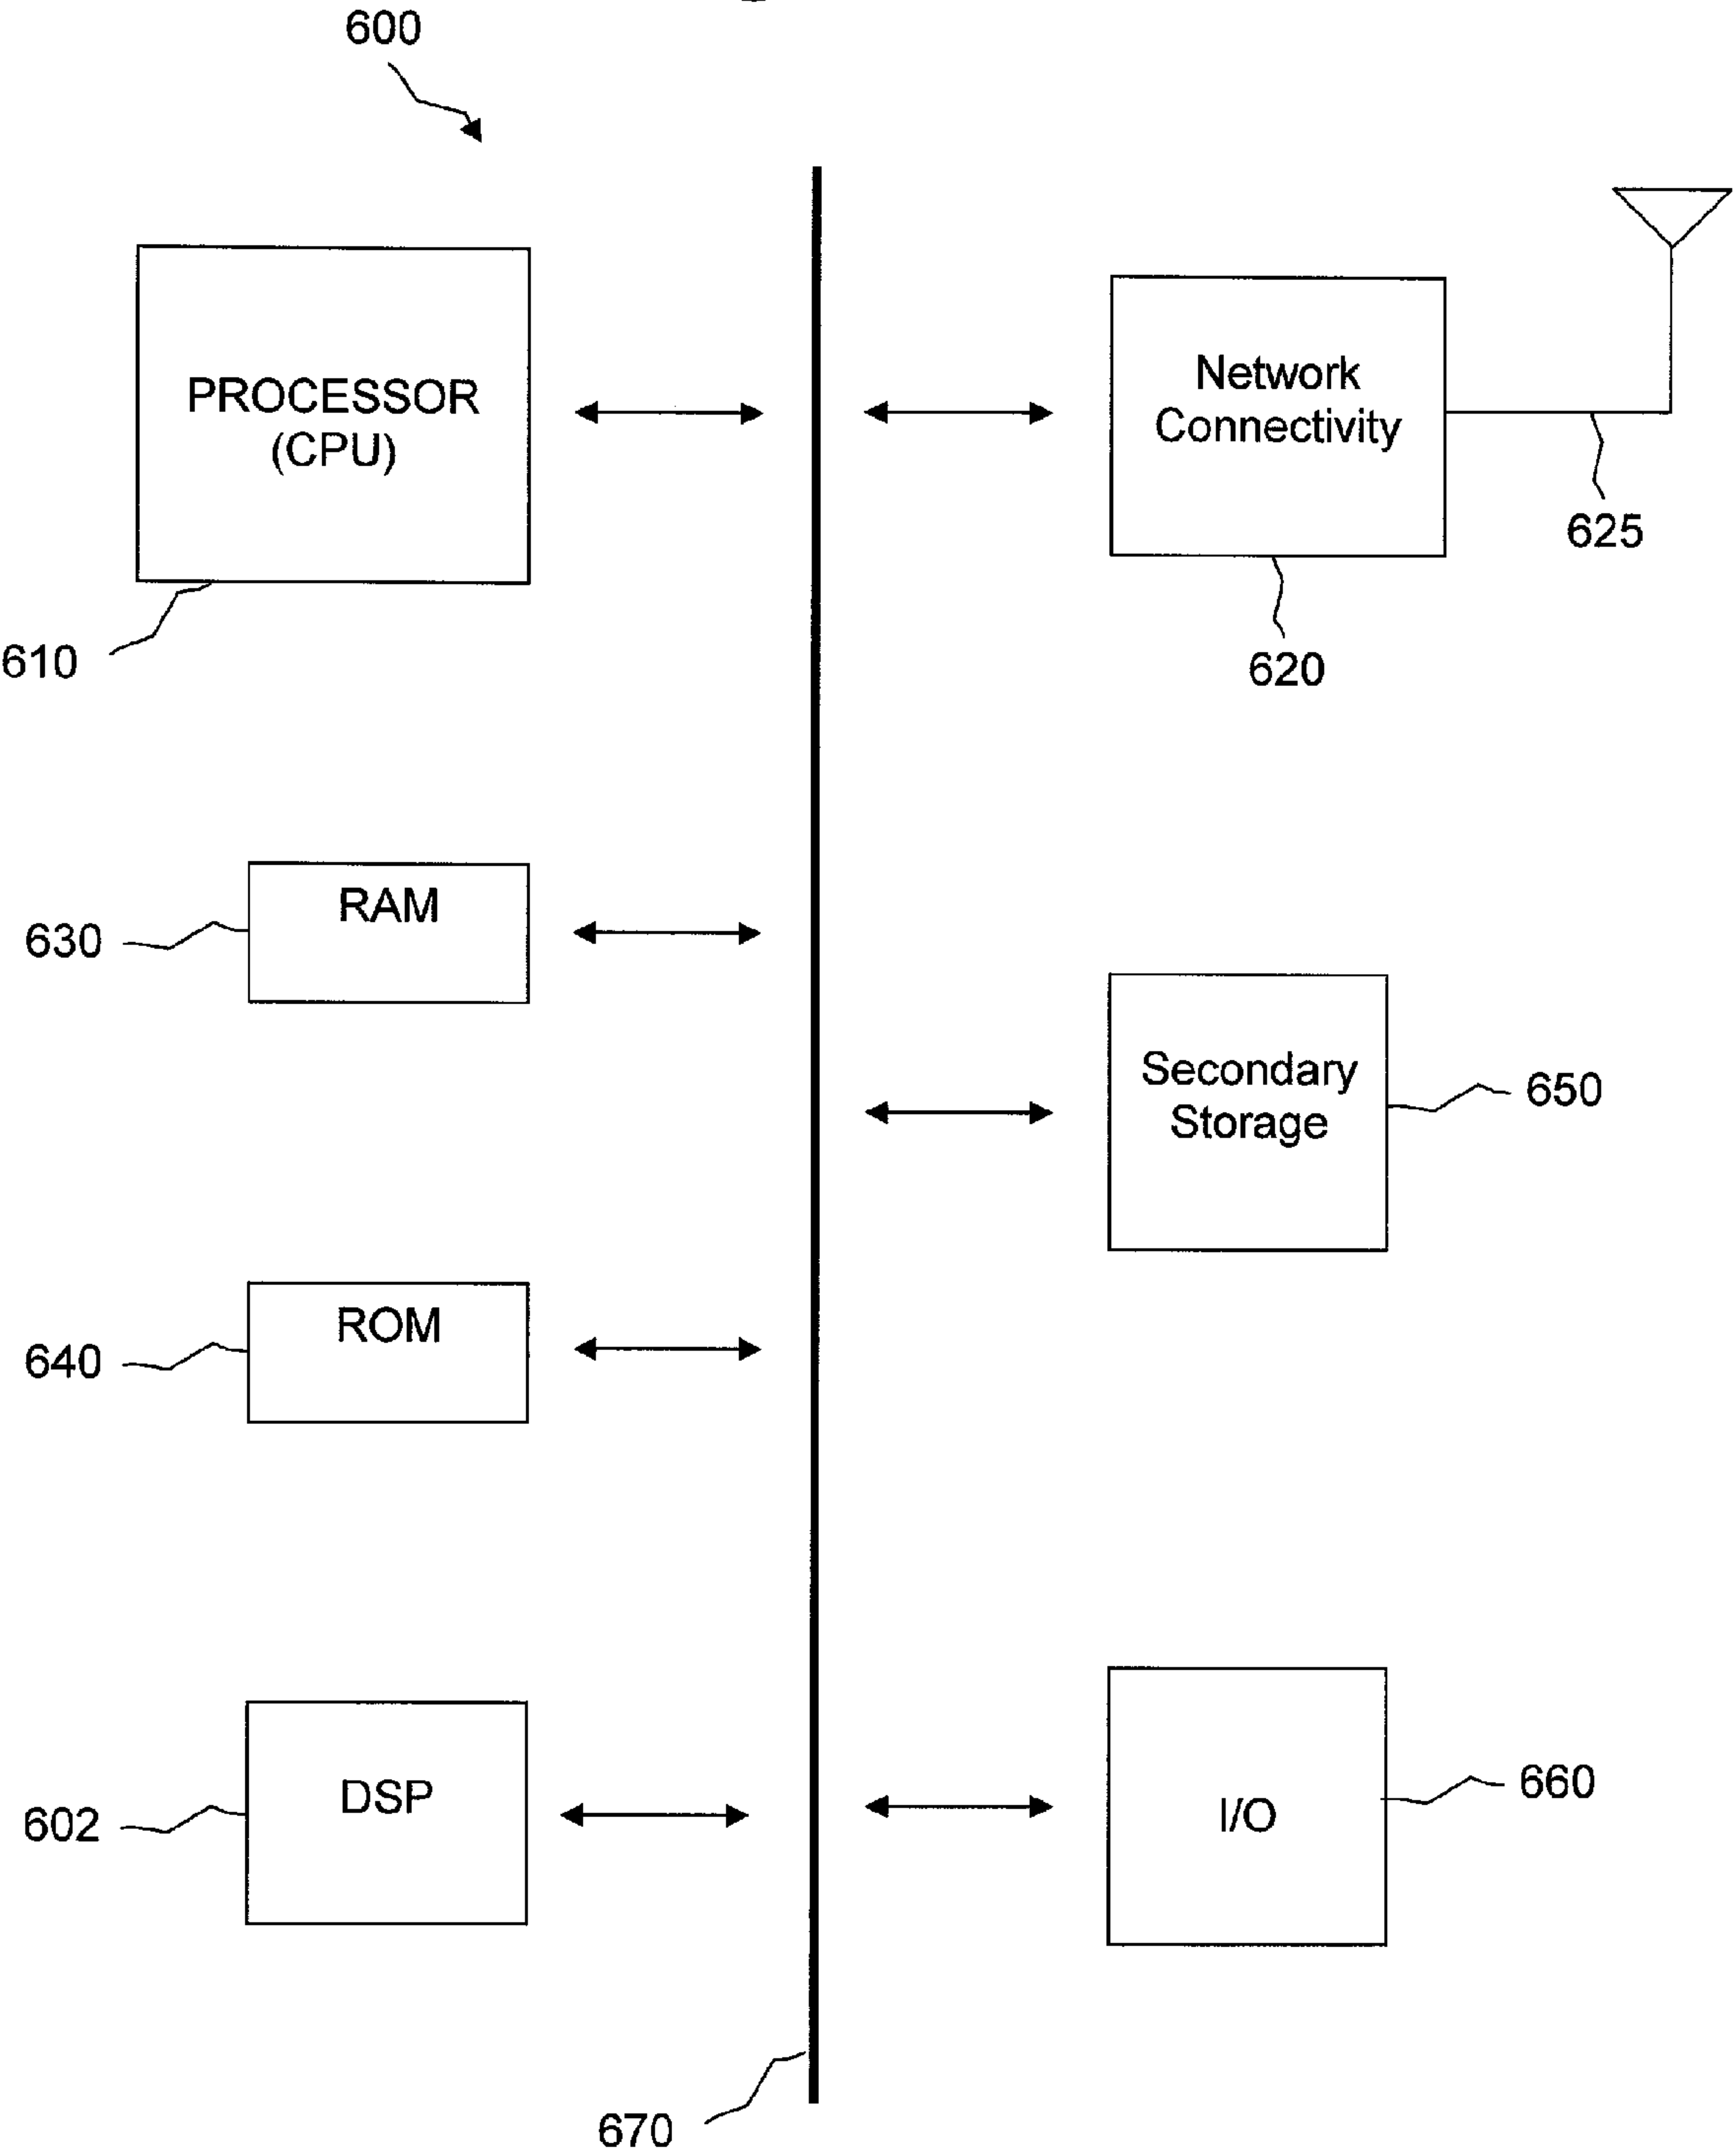 600
PROCESSOR
(CPU)
610
Network
Connectivity
625
620
RAM
630
Secondary
Storage
650
ROM
640
DSP
602
I/O
660
670